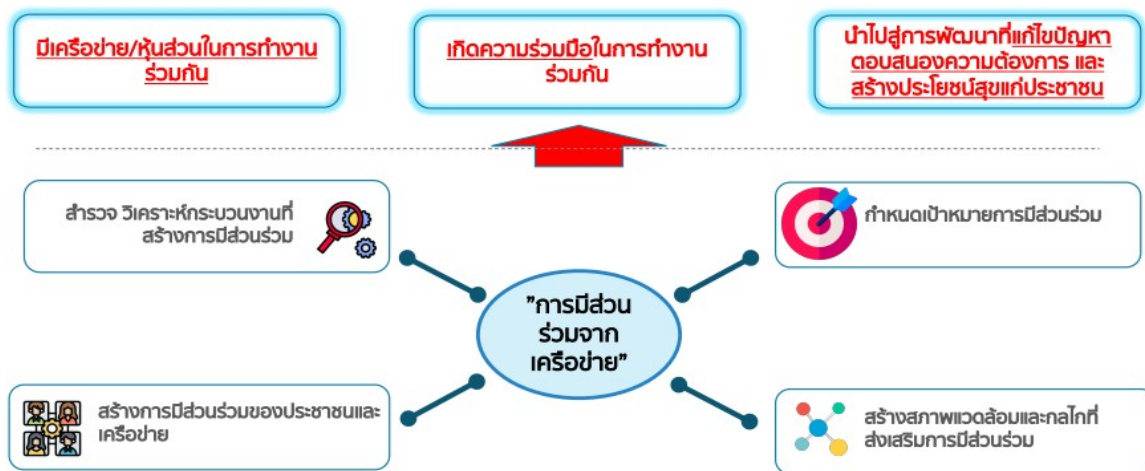 มีเครือข่าย/หุ้นส่วนในการทำงาน
ร่วมกัน
เกิดความร่วมมือในการทำงาน
ร่วมกัน
นำไปสู่การพัฒนาที่แก้ไขปัญหา
ตอบสนองความต้องการ และ
สร้างประโยชน์สุขแก่ประชาชน
สำรวจ วิเคราะห์กระบวนงานที่
สร้างการมีส่วนร่วม
กำหนดเป้าหมายการมีส่วนร่วม
"การมีส่วน
ร่วมจาก
เครือข่าย"
สร้างการมีส่วนร่วมของประชาชนและ
เครือข่าย
สร้างสภาพแวดล้อมและกลไกที่
ส่งเสริมการมีส่วนร่วม